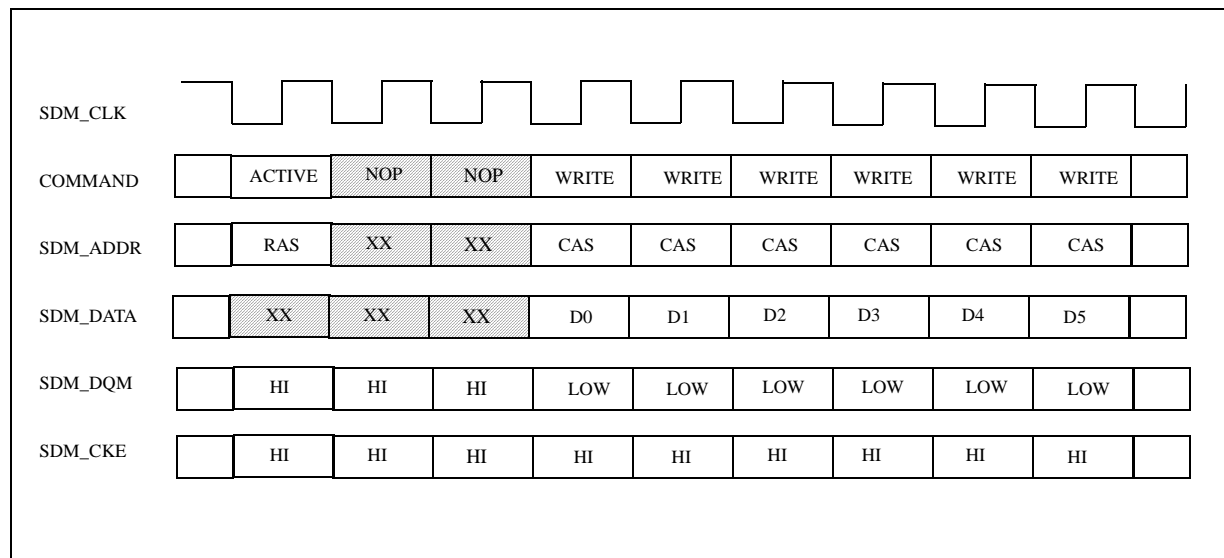 SDM_CLK
COMMAND ACTIVE NOP NOP WRITE WRITE WRITE WRITE WRITE WRITE
SDM_ADDR RAS XX XX CAS CAS CAS CAS CAS CAS
SDM_DATA XX XX XX D0 D1 D2 D3 D4 D5
SDM_DQM HI HI HI LOW LOW LOW LOW LOW LOW
SDM_CKE HI HI HI HI HI HI HI HI HI